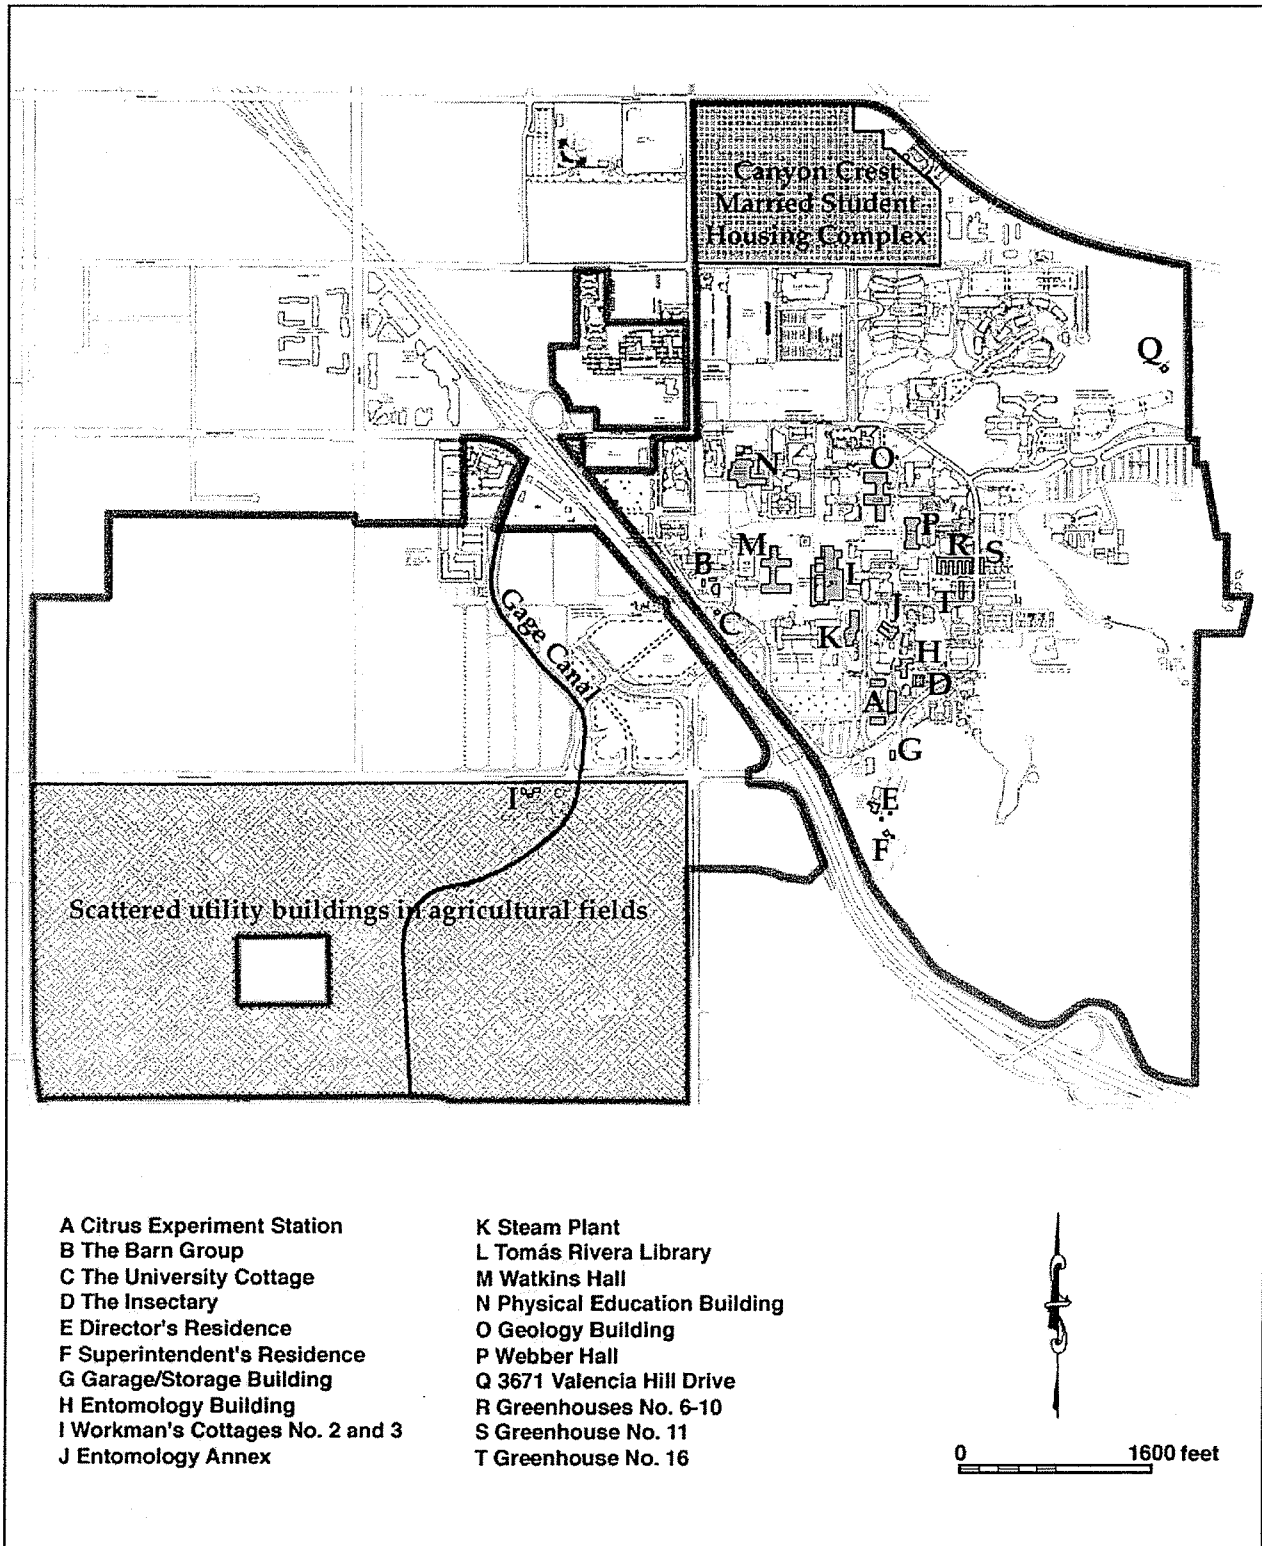 Canyon Crest
Married Student
Housing Complex
Q
N
O
P
M
B
R
S
L
J
T
C
K
H
Gage Canal
D
A
G
I
E
F
Scattered utility buildings in agricultural fields
A Citrus Experiment Station
B The Barn Group
C The University Cottage
D The Insectary
E Director's Residence
F Superintendent's Residence
G Garage/Storage Building
H Entomology Building
I Workman's Cottages No. 2 and 3
J Entomology Annex
K Steam Plant
L Tomás Rivera Library
M Watkins Hall
N Physical Education Building
O Geology Building
P Webber Hall
Q 3671 Valencia Hill Drive
R Greenhouses No. 6-10
S Greenhouse No. 11
T Greenhouse No. 16
0 1600 feet